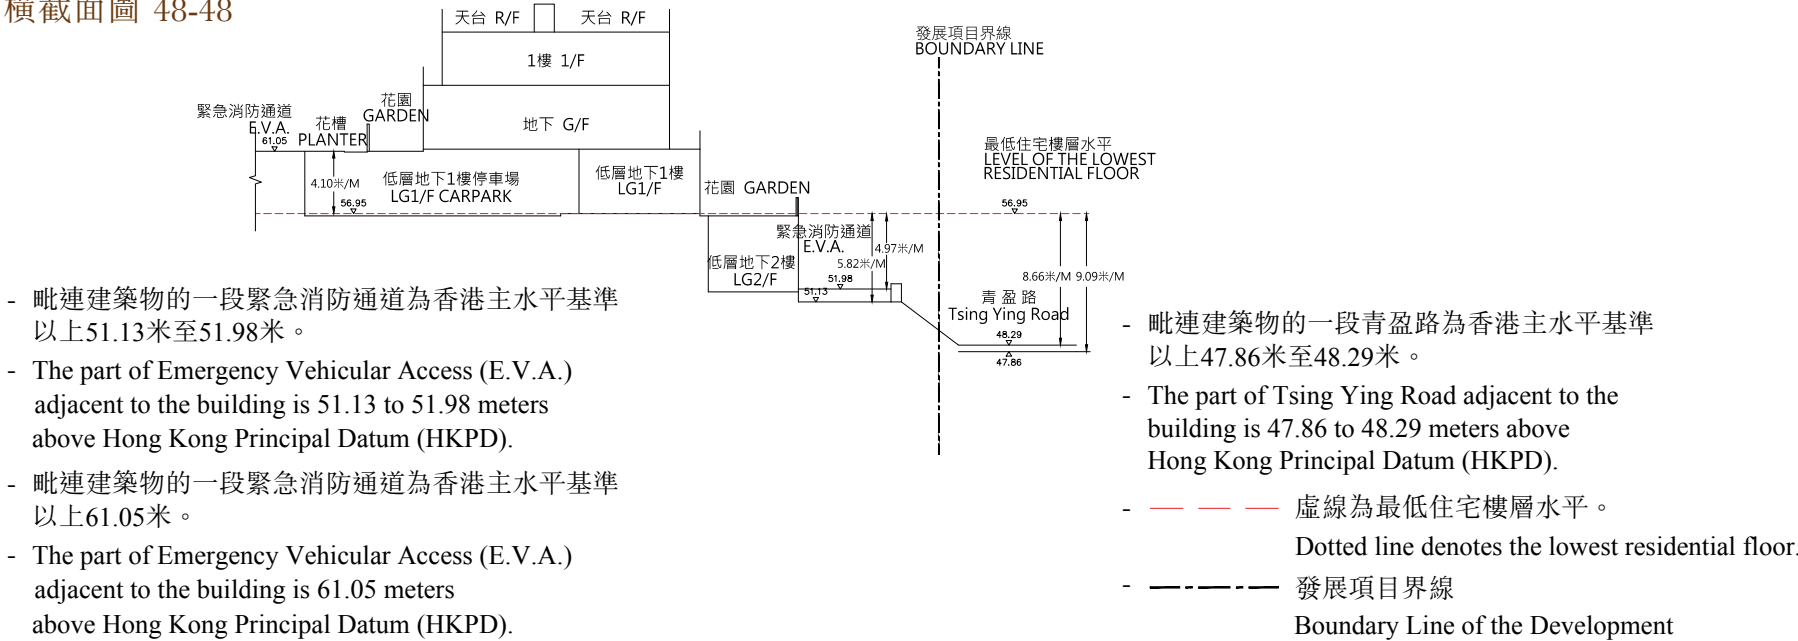 橫截面圖 48-48
天台 R/F
天台 R/F
1樓 1/F
地下 G/F
緊急消防通道
E.V.A.
61.05
花槽
PLANTER
花園
GARDEN
4.10米/M
低層地下1樓停車場
LG1/F CARPARK
56.95
低層地下1樓
LG1/F
花園 GARDEN
低層地下2樓
LG2/F
緊急消防通道
E.V.A.
4.97米/M
5.82米/M
51.98
51.13
發展項目界線
BOUNDARY LINE
最低住宅樓層水平
LEVEL OF THE LOWEST
RESIDENTIAL FLOOR
56.95
8.66米/M 9.09米/M
青盈路
Tsing Ying Road
48.29
47.86
- 毗連建築物的一段緊急消防通道為香港主水平基準
以上51.13米至51.98米。
- The part of Emergency Vehicular Access (E.V.A.)
adjacent to the building is 51.13 to 51.98 meters
above Hong Kong Principal Datum (HKPD).
- 毗連建築物的一段緊急消防通道為香港主水平基準
以上61.05米。
- The part of Emergency Vehicular Access (E.V.A.)
adjacent to the building is 61.05 meters
above Hong Kong Principal Datum (HKPD).
- 毗連建築物的一段青盈路為香港主水平基準
以上47.86米至48.29米。
- The part of Tsing Ying Road adjacent to the
building is 47.86 to 48.29 meters above
Hong Kong Principal Datum (HKPD).
- 虛線為最低住宅樓層水平。
Dotted line denotes the lowest residential floor.
- 發展項目界線
Boundary Line of the Development